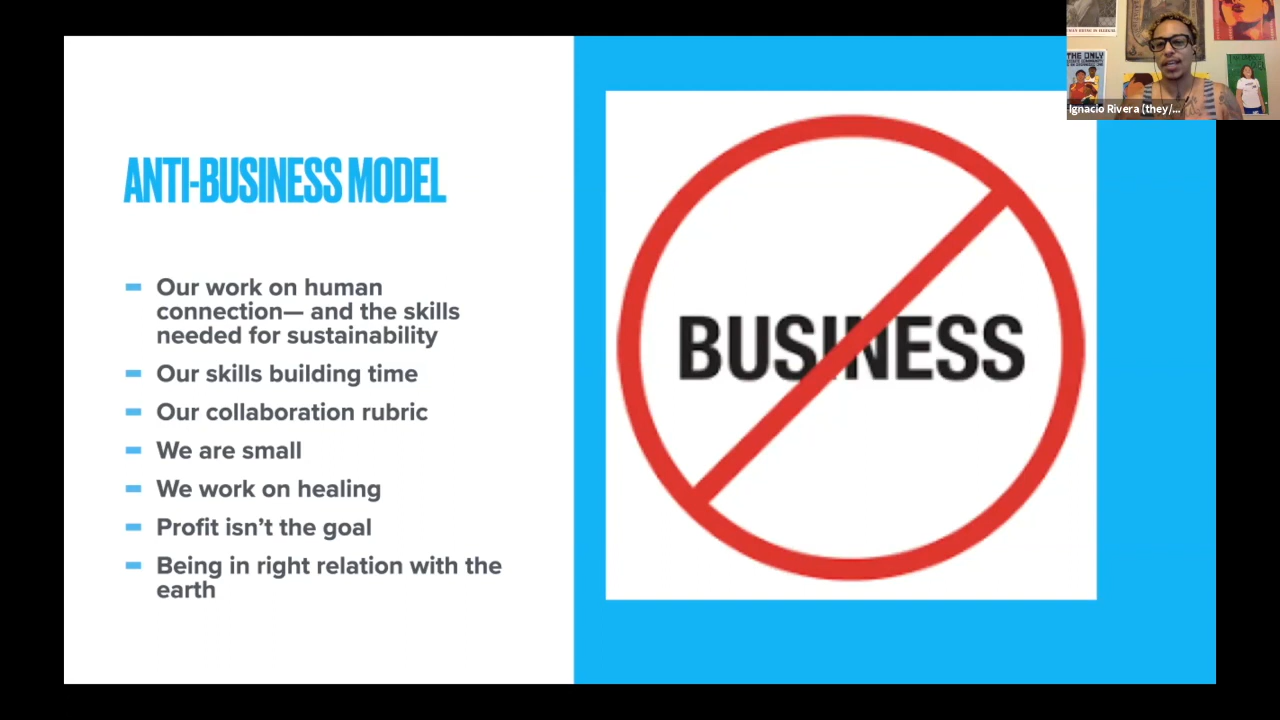 ANTI-BUSINESS MODEL
Our work on human
connection— and the skills
needed for sustainability
Our skills building time
Our collaboration rubric
We are small
We work on healing
Profit isn’t the goal
Being in right relation with the
earth
BUSINESS
THE ONLY
Ignacio Rivera (they/...